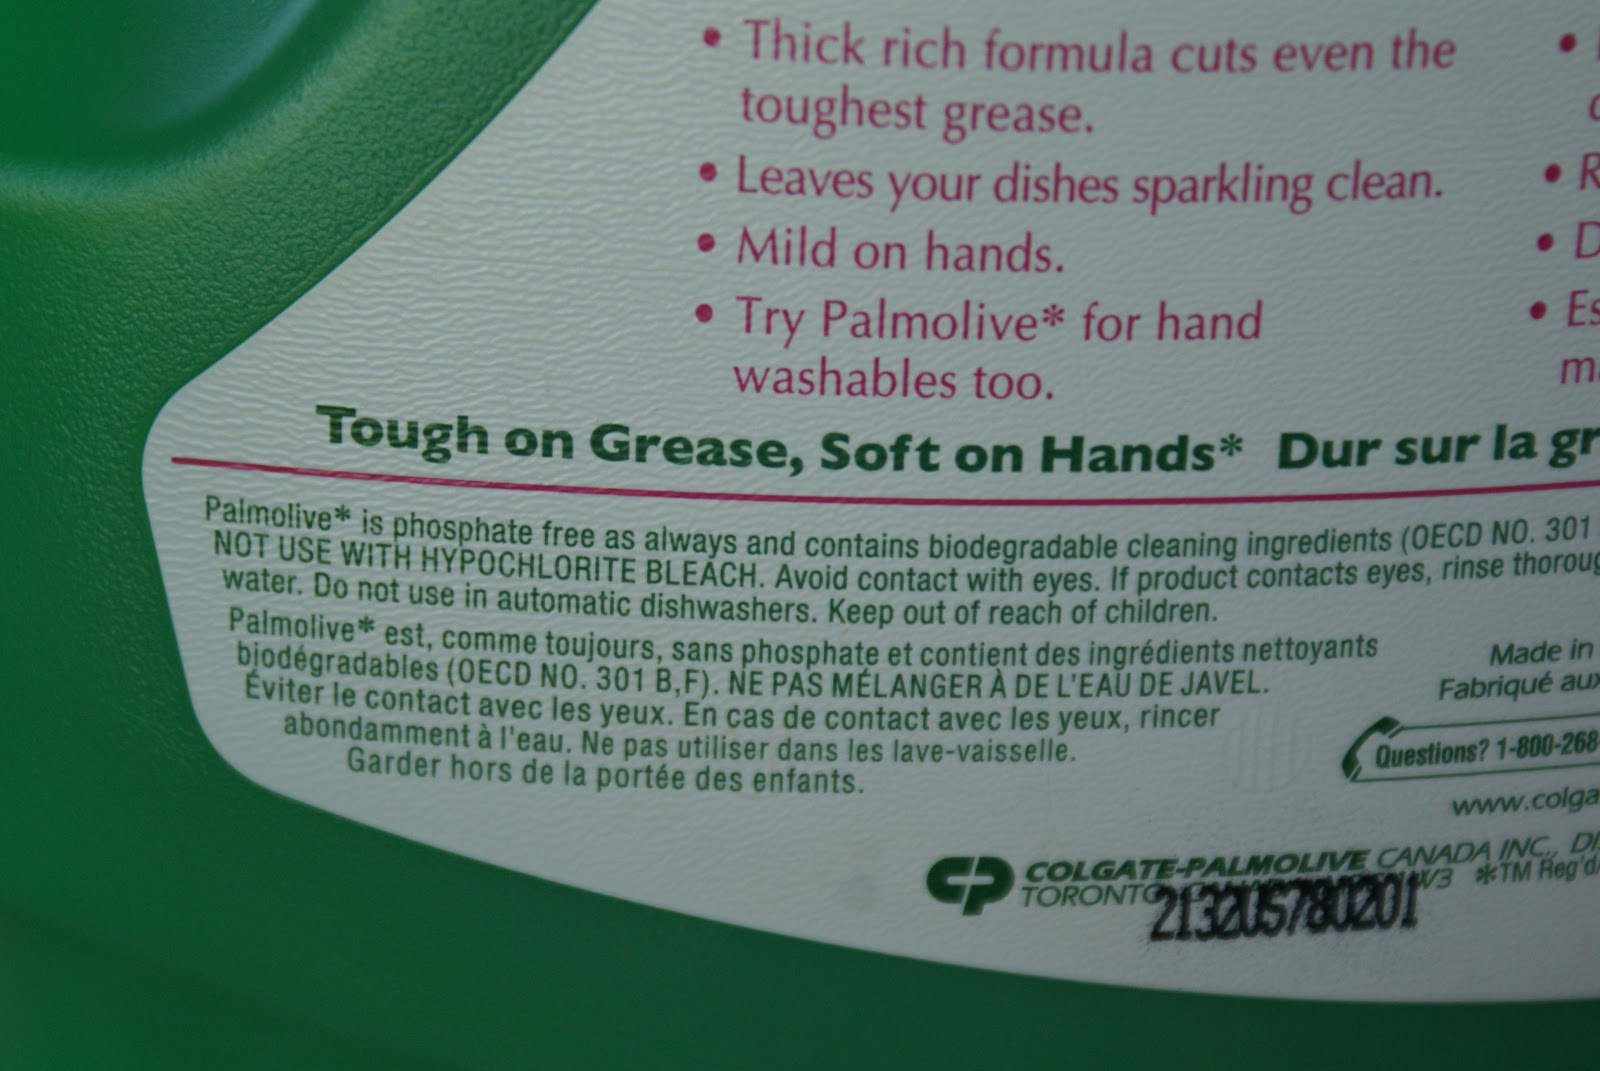 • Thick rich formula cuts even the
toughest grease.
• Leaves your dishes sparkling clean.
• Mild on hands.
• Try Palmolive* for hand
washables too.
•
• R
• D
• Es
ma
Tough on Grease, Soft on Hands* Dur sur la gr
Palmolive* is phosphate free as always and contains biodegradable cleaning ingredients (OECD NO. 301
NOT USE WITH HYPOCHLORITE BLEACH. Avoid contact with eyes. If product contacts eyes, rinse thoroug
water. Do not use in automatic dishwashers. Keep out of reach of children.
Palmolive* est, comme toujours, sans phosphate et contient des ingrédients nettoyants
biodégradables (OECD NO. 301 B,F). NE PAS MÉLANGER À DE L'EAU DE JAVEL.
Éviter le contact avec les yeux. En cas de contact avec les yeux, rincer
abondamment à l'eau. Ne pas utiliser dans les lave-vaisselle.
Garder hors de la portée des enfants.
Made in
Fabriqué aux
Questions? 1-800-268-
www.colga
CP COLGATE-PALMOLIVE CANADA INC., DI
TORONTO V3 *TM Reg'd/
2132US780201